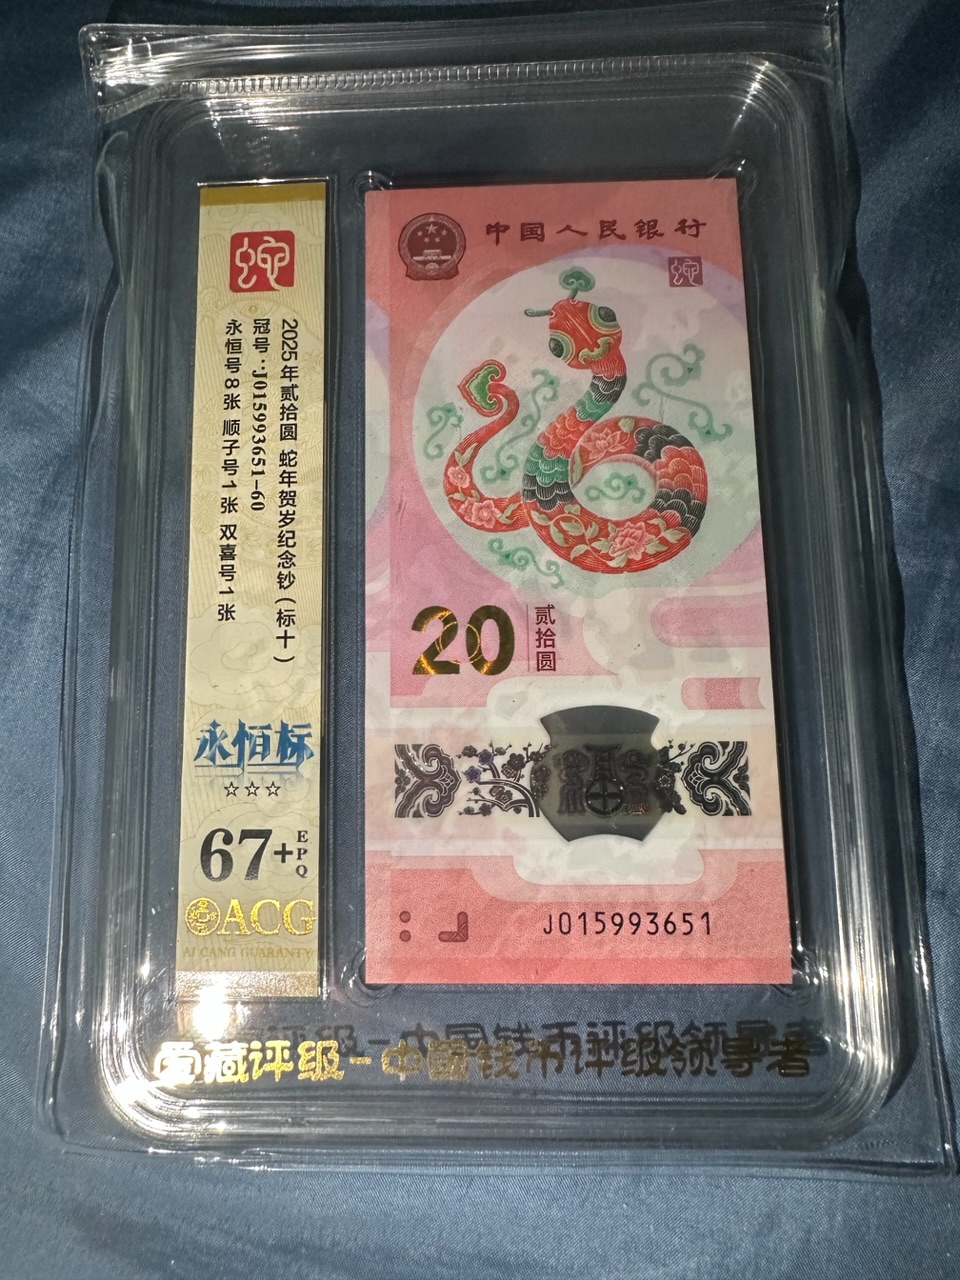 中国人民银行
蛇
20
贰拾圆
J015993651
蛇
2025年贰拾圆 蛇年贺岁纪念钞(标十)
冠号:J015993651-60
永恒号8张 顺子号1张 双喜号1张
永恒标
☆☆☆
67+
EPQ
ACG
AI CANG GUARANTY
爱藏评级-中国钱币评级领导者